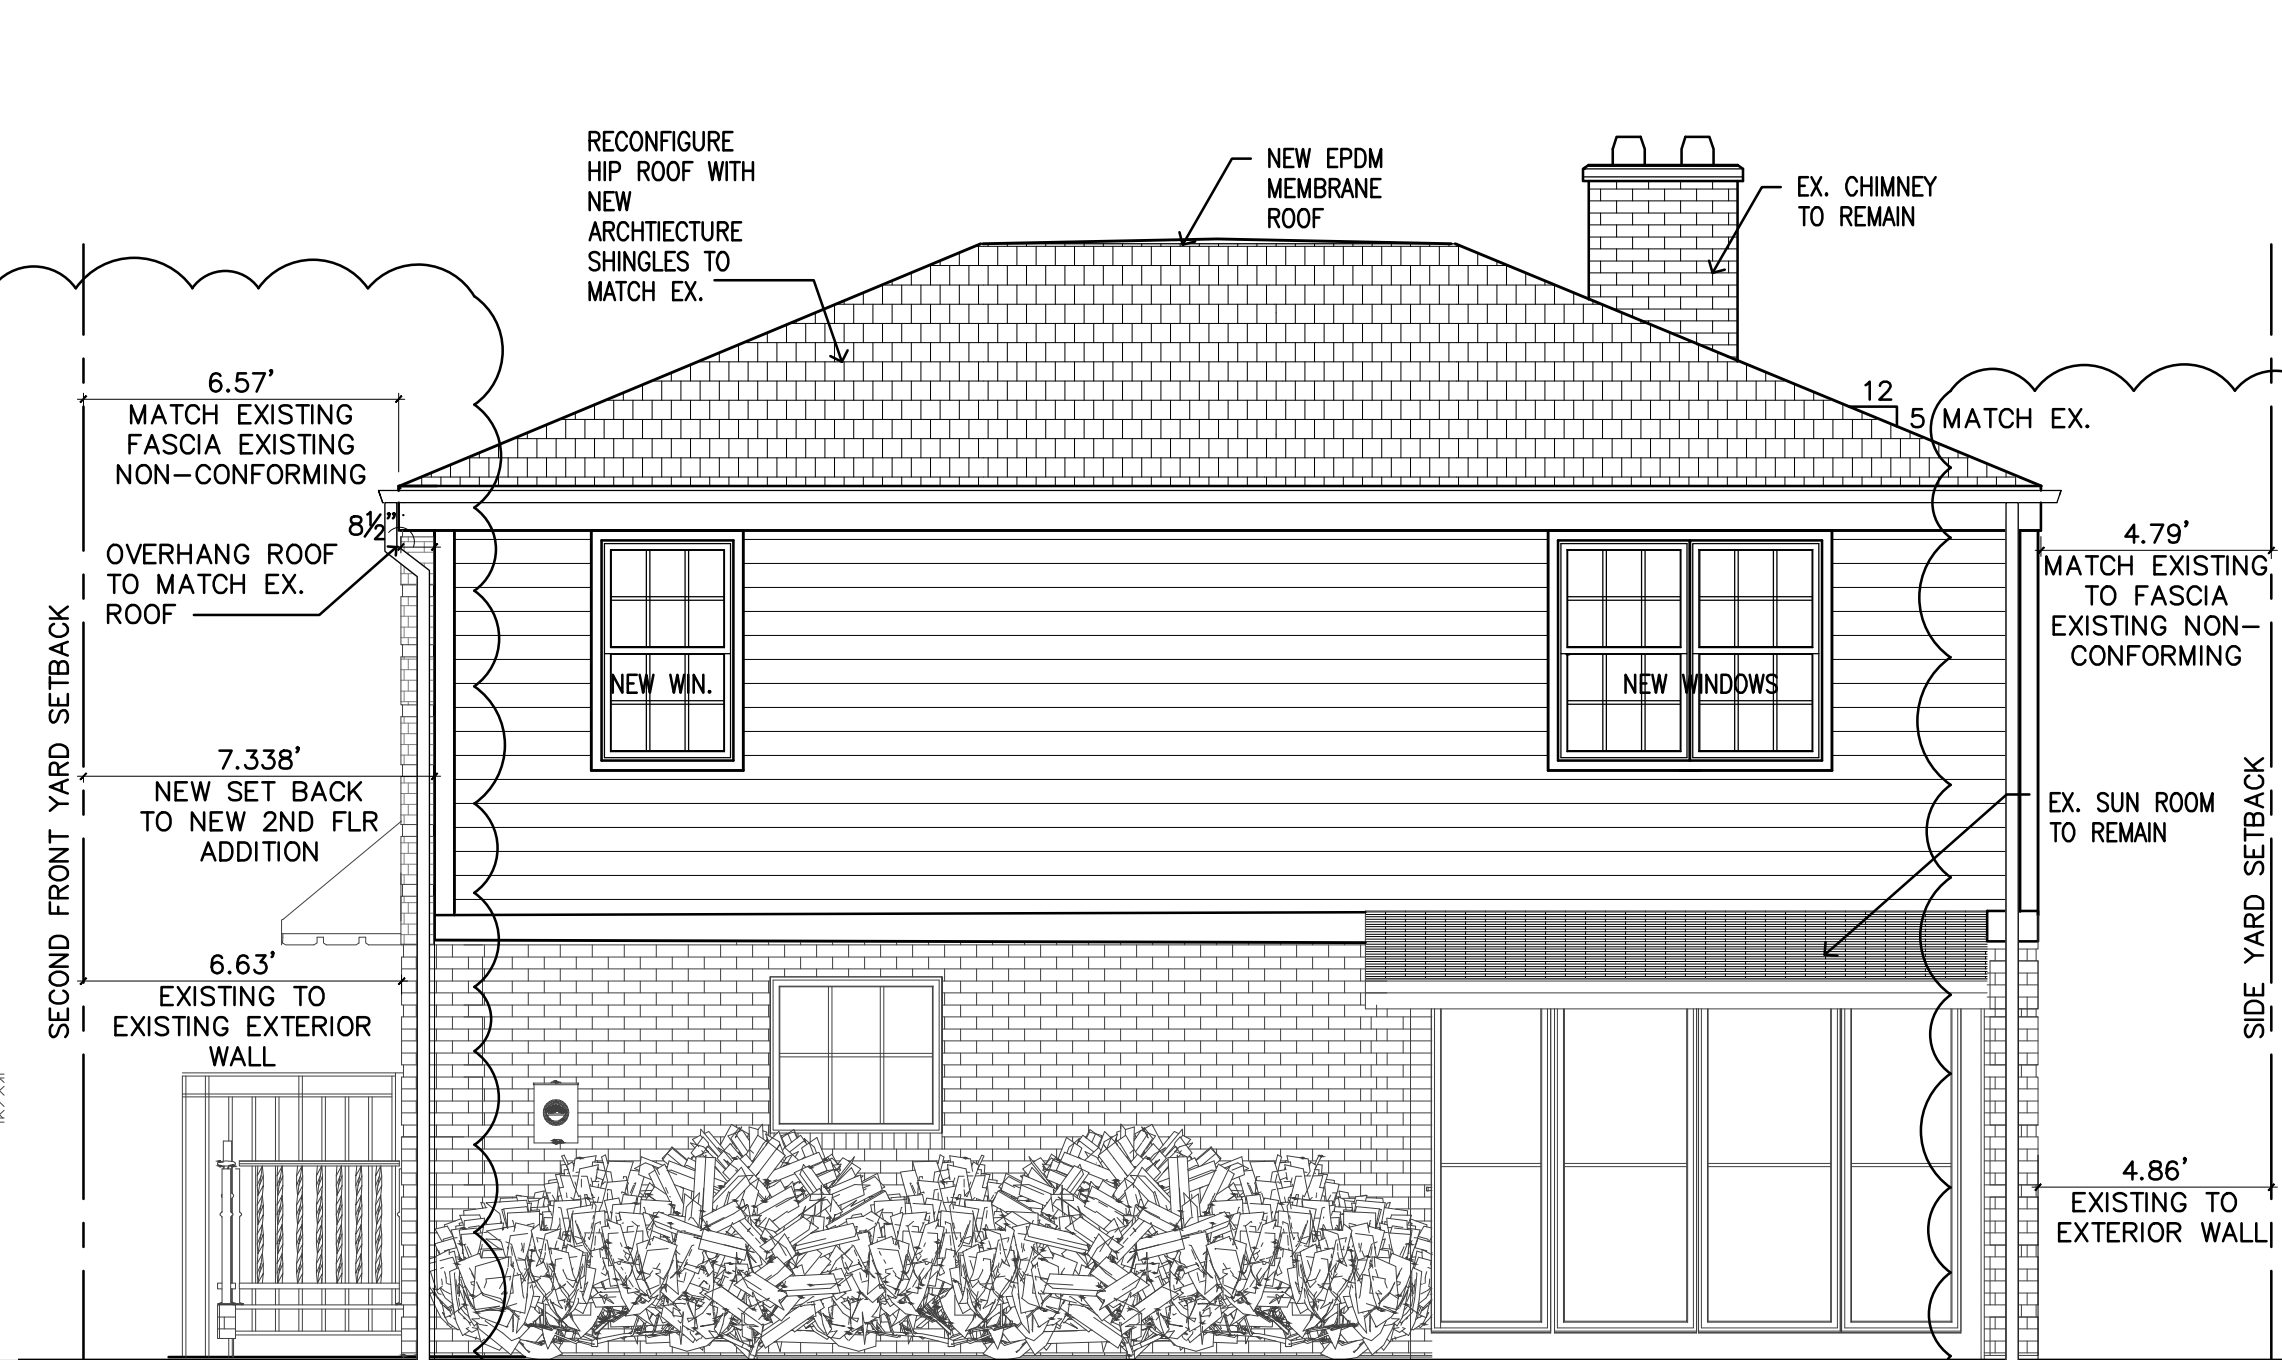 RECONFIGURE
HIP ROOF WITH
NEW
ARCHTIECTURE
SHINGLES TO
MATCH EX.
NEW EPDM
MEMBRANE
ROOF
EX. CHIMNEY
TO REMAIN
12
5 MATCH EX.
6.57'
MATCH EXISTING
FASCIA EXISTING
NON-CONFORMING
8½"
OVERHANG ROOF
TO MATCH EX.
ROOF
SECOND FRONT YARD SETBACK
7.338'
NEW SET BACK
TO NEW 2ND FLR
ADDITION
6.63'
EXISTING TO
EXISTING EXTERIOR
WALL
NEW WIN.
NEW WINDOWS
4.79'
MATCH EXISTING
TO FASCIA
EXISTING NON-
CONFORMING
EX. SUN ROOM
TO REMAIN
SIDE YARD SETBACK
4.86'
EXISTING TO
EXTERIOR WALL